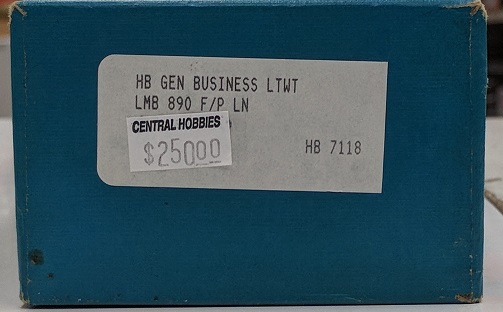 HB GEN BUSINESS LTWT
LMB 890 F/P LN
CENTRAL HOBBIES
$25000
HB 7118